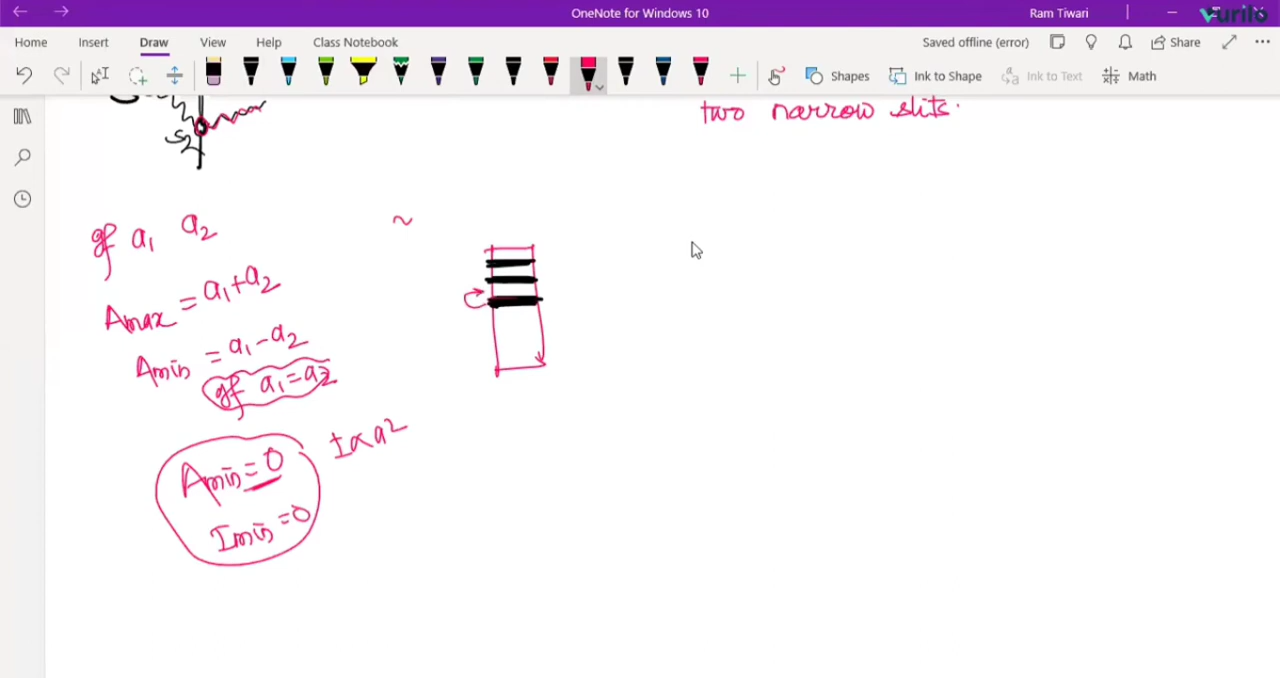 OneNote for Windows 10
Ram Tiwari
vurilo
Home Insert Draw View Help Class Notebook
Saved offline (error) Share
Shapes Ink to Shape Ink to Text Math
two narrow slits.
S2
If a1 a2
~
Amax = a1+a2
Amin = a1-a2
If a1=a2
I∝a2
Amin=0
Imin=0